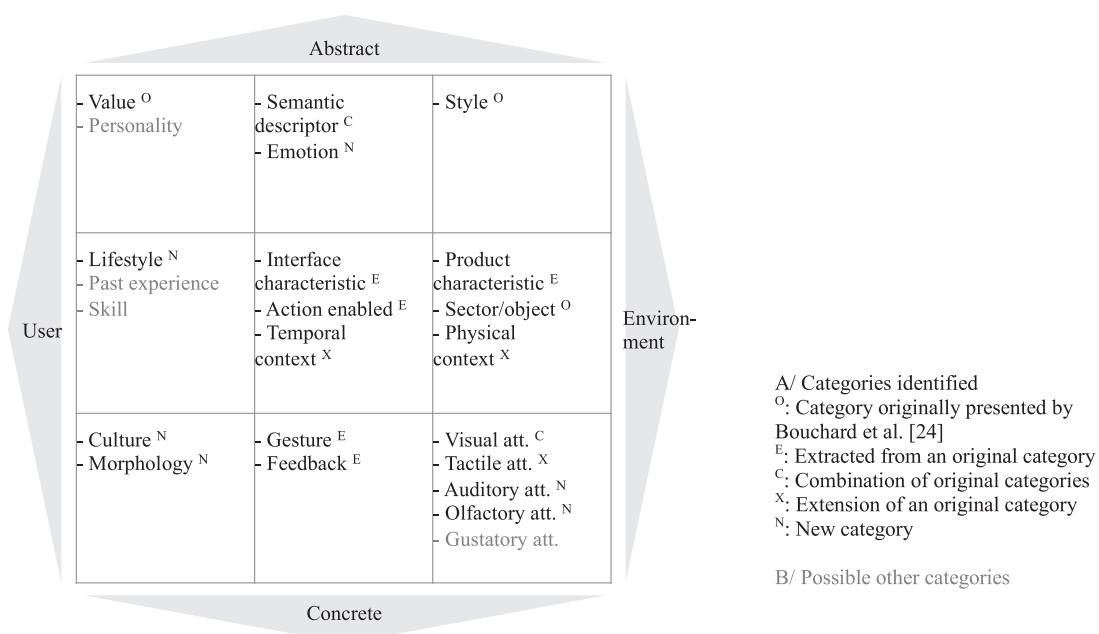 Abstract
- Value O
- Personality
- Semantic
descriptor C
- Emotion N
- Style O
User
- Lifestyle N
- Past experience
- Skill
- Interface
characteristic E
- Action enabled E
- Temporal
context X
- Product
characteristic E
- Sector/object O
- Physical
context X
Environ-
ment
- Culture N
- Morphology N
- Gesture E
- Feedback E
- Visual att. C
- Tactile att. X
- Auditory att. N
- Olfactory att. N
- Gustatory att.
Concrete
A/ Categories identified
O: Category originally presented by
Bouchard et al. [24]
E: Extracted from an original category
C: Combination of original categories
X: Extension of an original category
N: New category
B/ Possible other categories